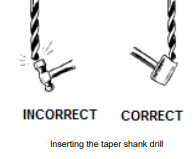 INCORRECT CORRECT
Inserting the taper shank drill